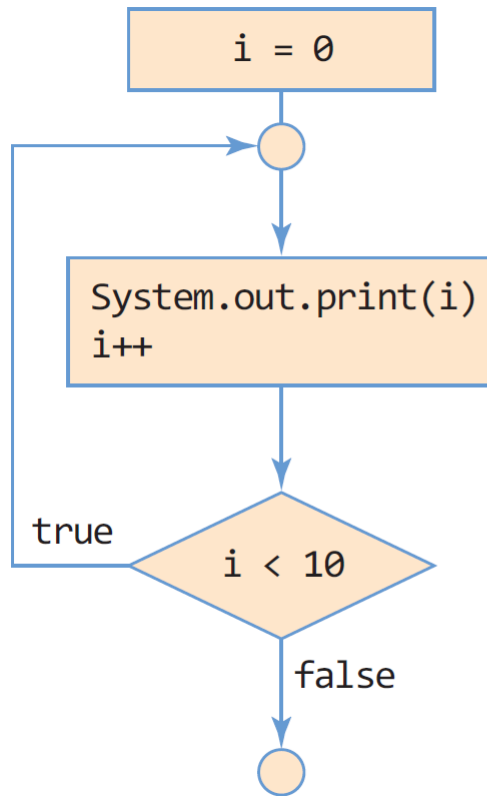 i = 0
System.out.print(i)
i++
true
i < 10
false